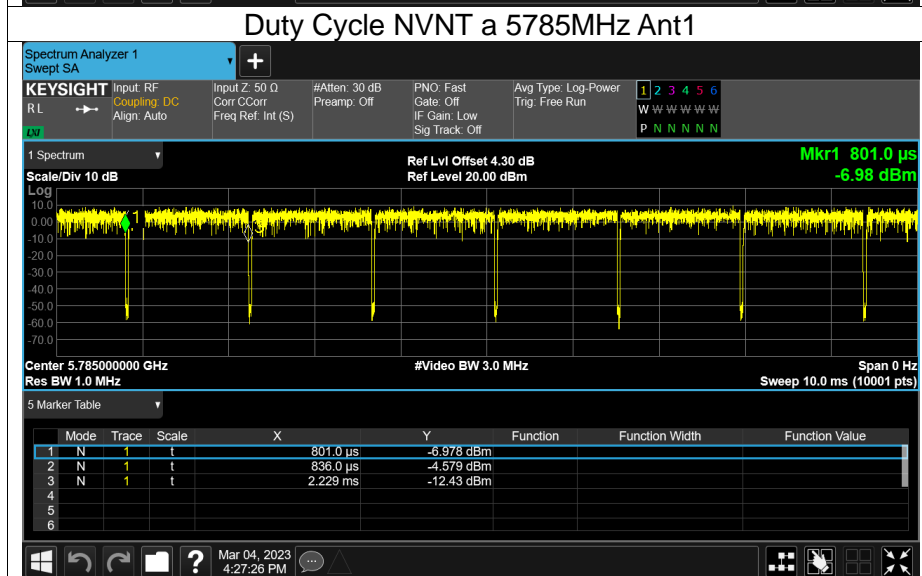 Duty Cycle NVNT a 5785MHz Ant1
Spectrum Analyzer 1
Swept SA
KEYSIGHT Input: RF Input Z: 50 Ω #Atten: 30 dB PNO: Fast Avg Type: Log-Power 1 2 3 4 5 6
RL Coupling: DC Corr CCorr Preamp: Off Gate: Off Trig: Free Run W W W W W W
Align: Auto Freq Ref: Int (S) IF Gain: Low
LXI Sig Track: Off P N N N N N
1 Spectrum Ref Lvl Offset 4.30 dB Mkr1 801.0 µs
Scale/Div 10 dB Ref Level 20.00 dBm -6.98 dBm
Log
10.0
0.00
-10.0
-20.0
-30.0
-40.0
-50.0
-60.0
-70.0
1
Center 5.785000000 GHz #Video BW 3.0 MHz Span 0 Hz
Res BW 1.0 MHz Sweep 10.0 ms (10001 pts)
5 Marker Table
Mode Trace Scale X Y Function Function Width Function Value
1 N 1 t 801.0 µs -6.978 dBm
2 N 1 t 836.0 µs -4.579 dBm
3 N 1 t 2.229 ms -12.43 dBm
4
5
6
? Mar 04, 2023
4:27:26 PM